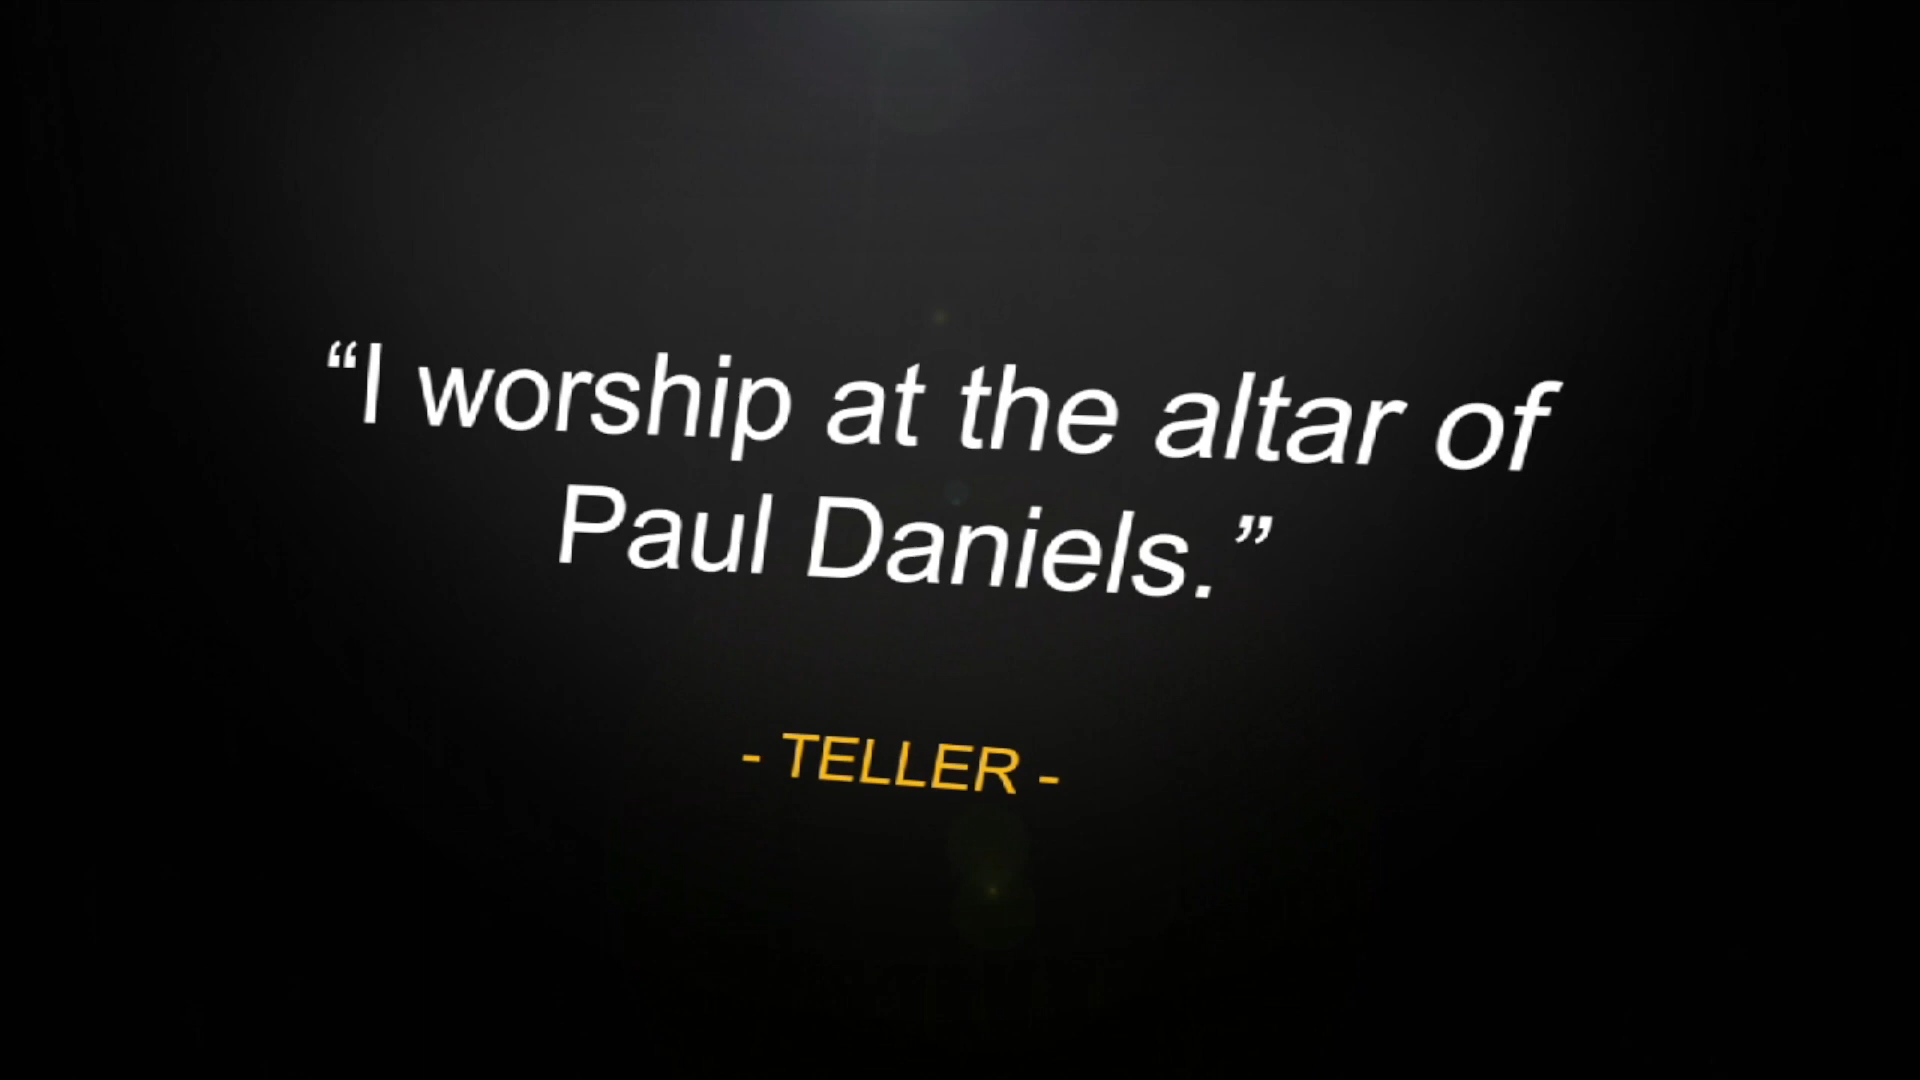 “I worship at the altar of
Paul Daniels.”
- TELLER -